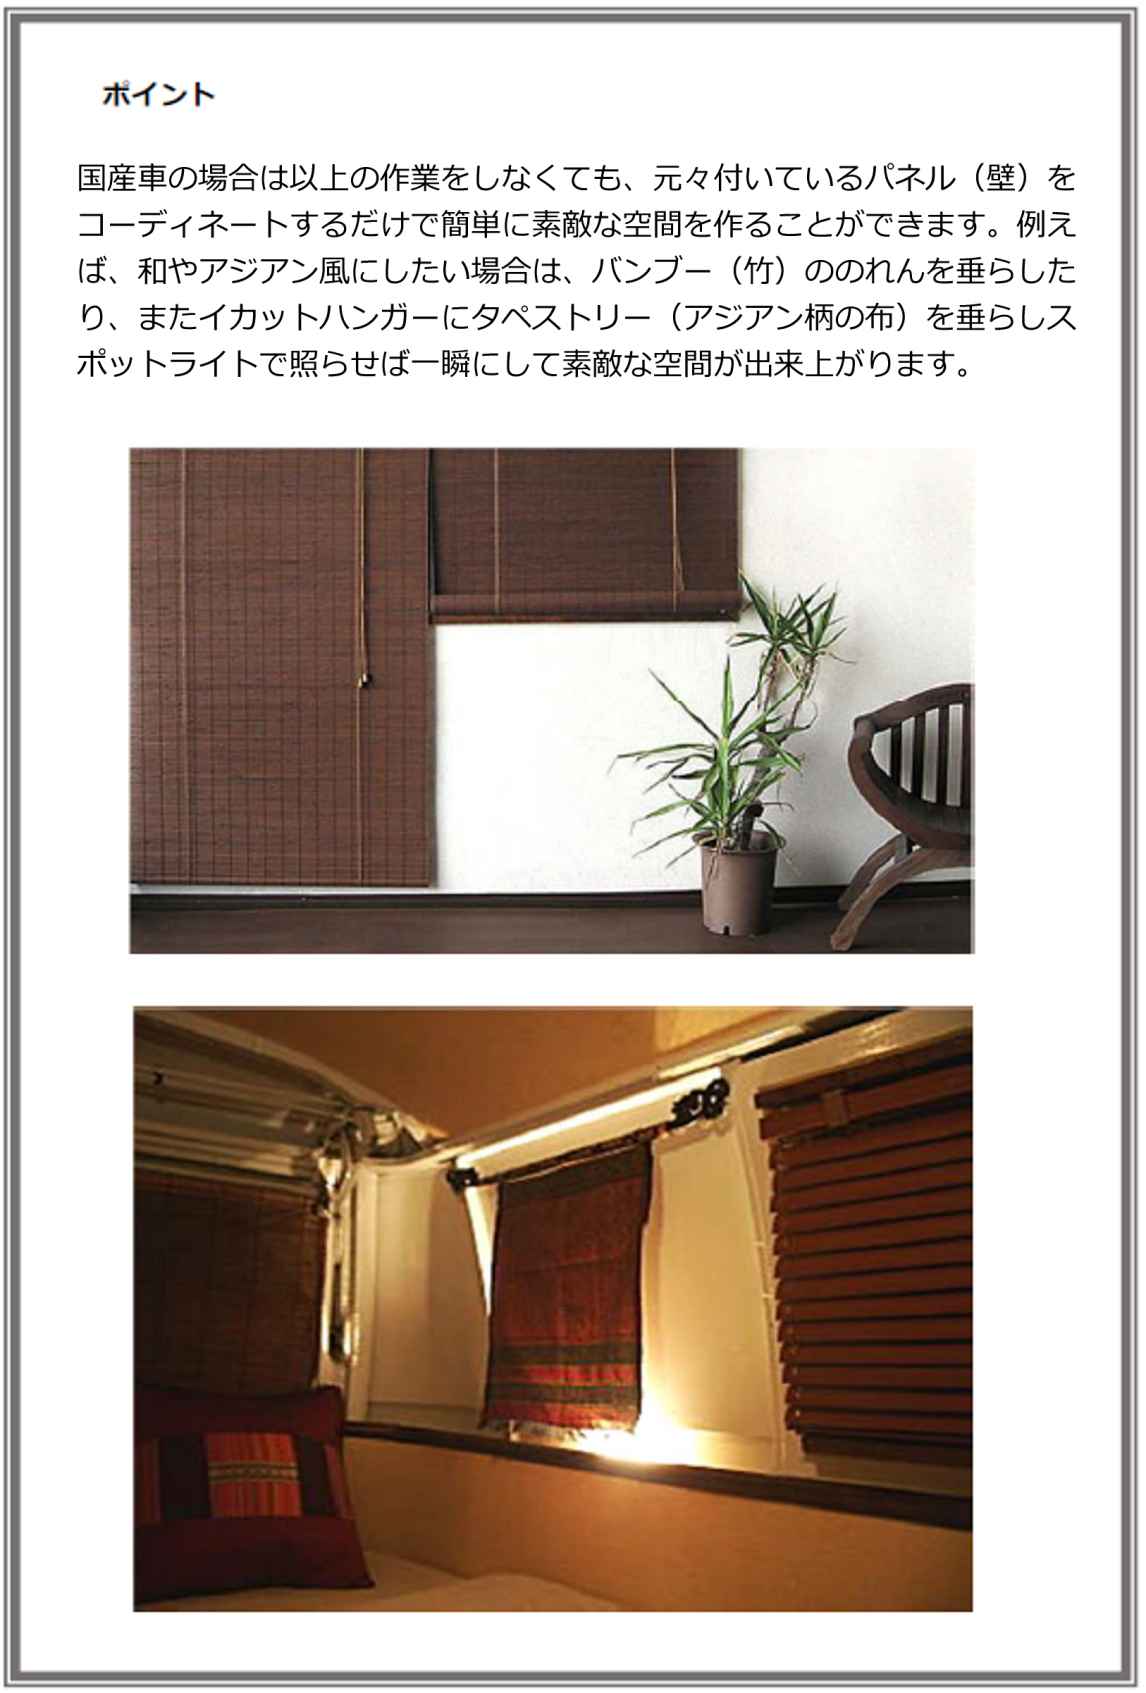 ポイント
国産車の場合は以上の作業をしなくても、元々付いているパネル（壁）を
コーディネートするだけで簡単に素敵な空間を作ることができます。例え
ば、和やアジアン風にしたい場合は、バンブー（竹）ののれんを垂らした
り、またイカットハンガーにタペストリー（アジアン柄の布）を垂らしス
ポットライトで照らせば一瞬にして素敵な空間が出来上がります。